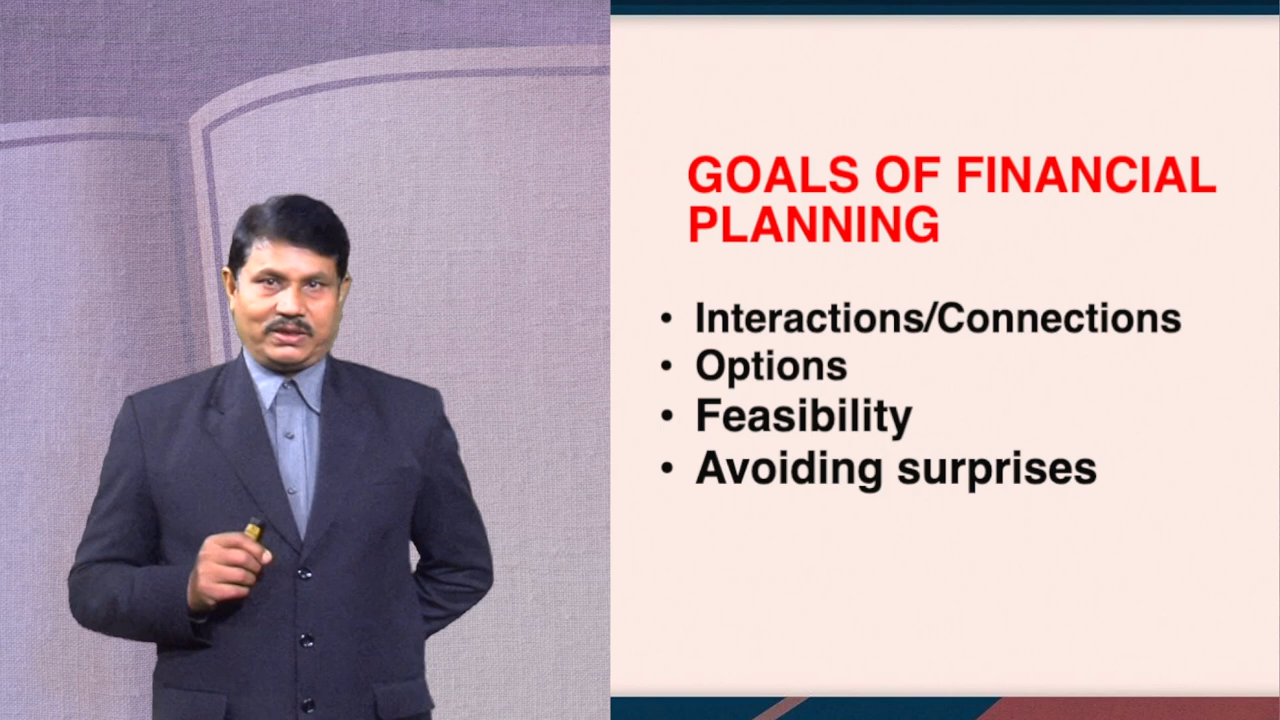 GOALS OF FINANCIAL
PLANNING
• Interactions/Connections
• Options
• Feasibility
• Avoiding surprises